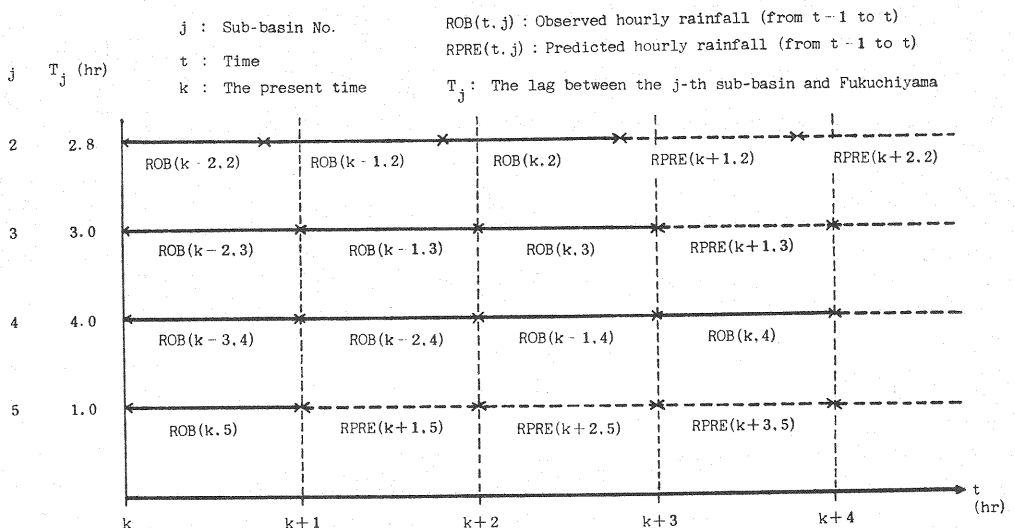 j : Sub-basin No.
ROB(t, j) : Observed hourly rainfall (from t - 1 to t)
t : Time
RPRE(t, j) : Predicted hourly rainfall (from t - 1 to t)
k : The present time
T_j : The lag between the j-th sub-basin and Fukuchiyama
j T_j (hr)
2 2.8
ROB(k - 2, 2) ROB(k - 1, 2) ROB(k, 2) RPRE(k+1, 2) RPRE(k+2, 2)
3 3.0
ROB(k - 2, 3) ROB(k - 1, 3) ROB(k, 3) RPRE(k+1, 3)
4 4.0
ROB(k - 3, 4) ROB(k - 2, 4) ROB(k - 1, 4) ROB(k, 4)
5 1.0
ROB(k, 5) RPRE(k+1, 5) RPRE(k+2, 5) RPRE(k+3, 5)
t
(hr)
k k+1 k+2 k+3 k+4